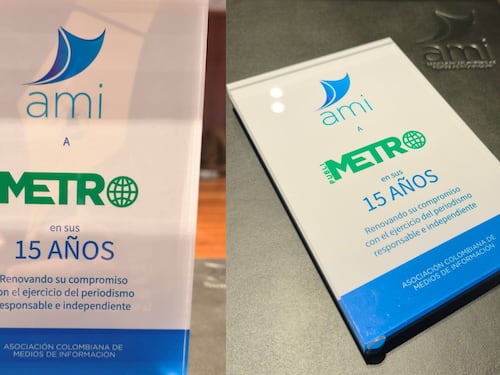 ami
A
METRO
en sus
15 AÑOS
Renovando su compromiso
con el ejercicio del periodismo
responsable e independiente
ASOCIACIÓN COLOMBIANA DE
MEDIOS DE INFORMACIÓN
ami
ami
A
PUBLI
METRO
en sus
15 AÑOS
Renovando su compromiso
con el ejercicio del periodismo
responsable e independiente
ASOCIACIÓN COLOMBIANA DE
MEDIOS DE INFORMACIÓN